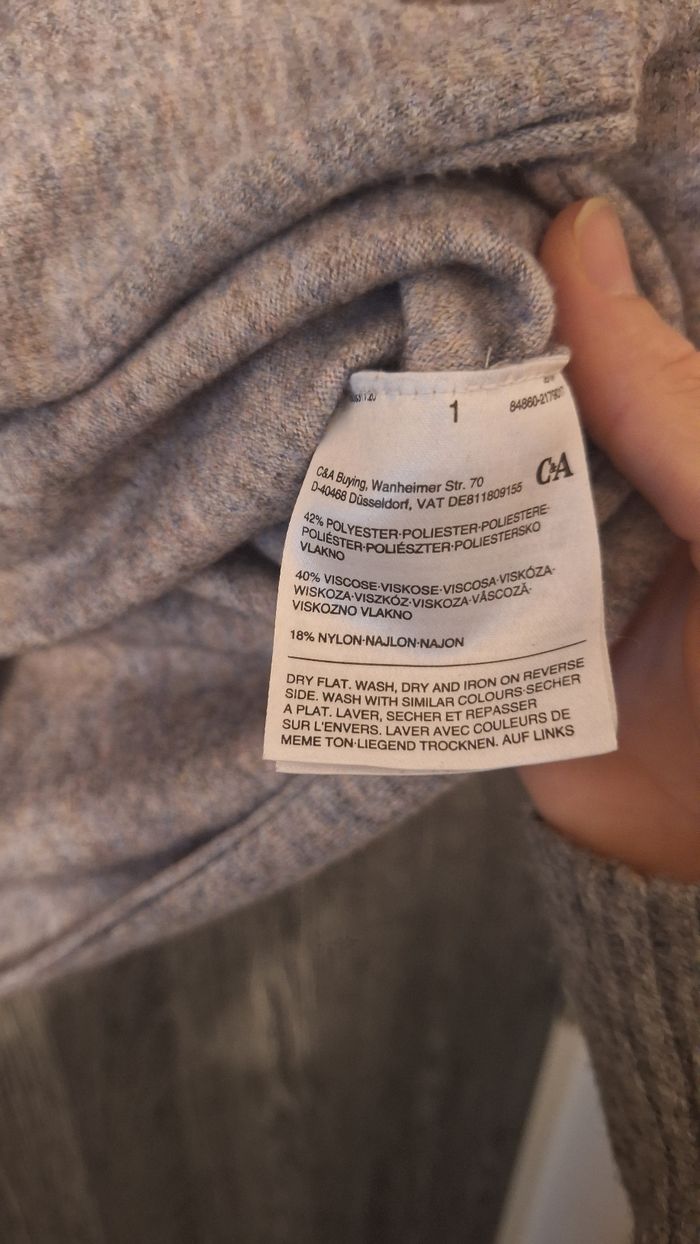 1
C&A
C&A Buying, Wanheimer Str. 70
D-40468 Düsseldorf, VAT DE811809155
42% POLYESTER·POLIESTER·POLIESTERE·
POLIÉSTER·POLIÉSZTER·POLIESTERSKO
VLAKNO
40% VISCOSE·VISKOSE·VISCOSA·VISKÓZA·
WISKOZA·VISZKÓZ·VISKOZA·VÂSCOZĂ·
VISKOZNO VLAKNO
18% NYLON·NAJLON·NAJON
DRY FLAT. WASH, DRY AND IRON ON REVERSE
SIDE. WASH WITH SIMILAR COLOURS·SECHER
A PLAT. LAVER, SECHER ET REPASSER
SUR L'ENVERS. LAVER AVEC COULEURS DE
MEME TON·LIEGEND TROCKNEN. AUF LINKS